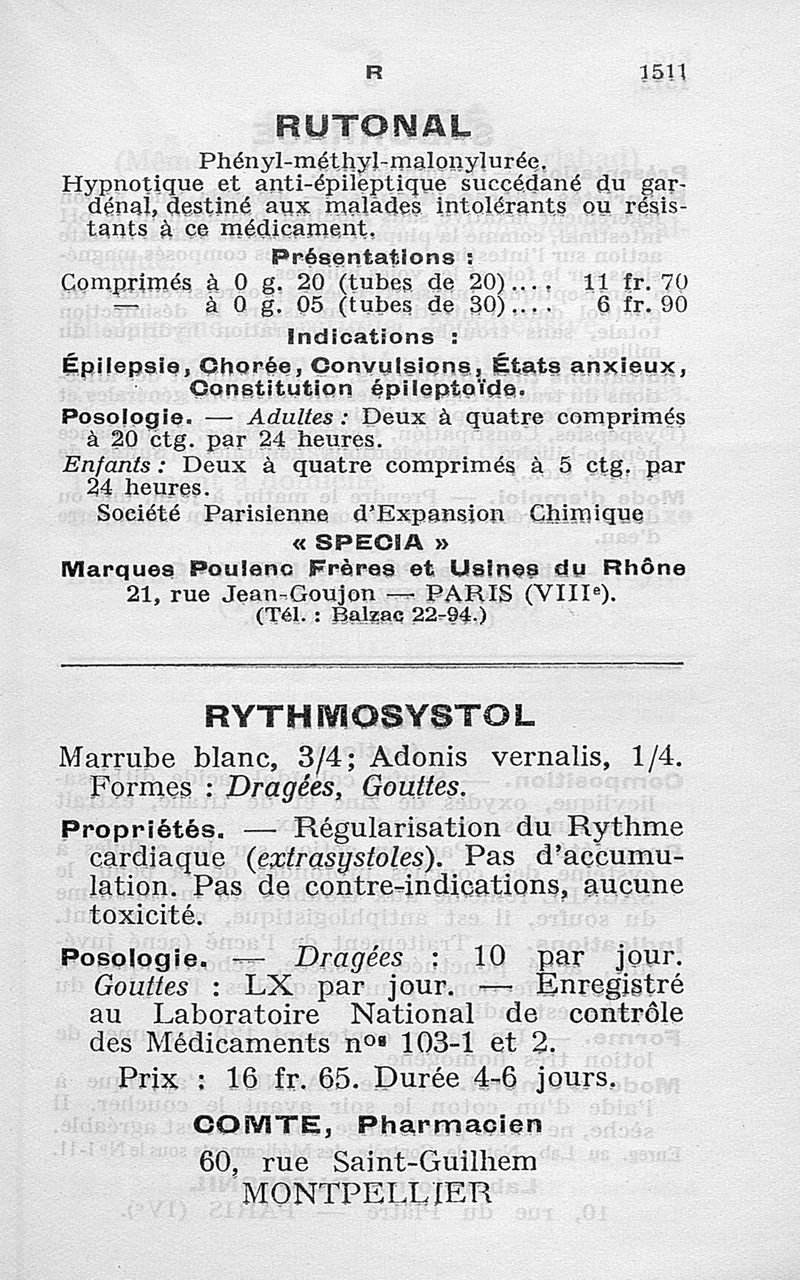 R 1511
RUTONAL
Phényl-méthyl-malonylurée.
Hypnotique et anti-épileptique succédané du gar-
dénal, destiné aux malades intolérants ou résis-
tants à ce médicament.
Présentations :
Comprimés à 0 g. 20 (tubes de 20).... 11 fr. 70
— à 0 g. 05 (tubes de 30).... 6 fr. 90
Indications :
Épilepsie, Chorée, Convulsions, États anxieux,
Constitution épileptoïde.
Posologie. — Adultes : Deux à quatre comprimés
à 20 ctg. par 24 heures.
Enfants : Deux à quatre comprimés à 5 ctg. par
24 heures.
Société Parisienne d'Expansion Chimique
« SPECIA »
Marques Poulenc Frères et Usines du Rhône
21, rue Jean-Goujon — PARIS (VIIIe).
(Tél. : Balzac 22-94.)
RYTHMOSYSTOL
Marrube blanc, 3/4; Adonis vernalis, 1/4.
Formes : Dragées, Gouttes.
Propriétés. — Régularisation du Rythme
cardiaque (extrasystoles). Pas d'accumu-
lation. Pas de contre-indications, aucune
toxicité.
Posologie. — Dragées : 10 par jour.
Gouttes : LX par jour. — Enregistré
au Laboratoire National de contrôle
des Médicaments nos 103-1 et 2.
Prix : 16 fr. 65. Durée 4-6 jours.
COMTE, Pharmacien
60, rue Saint-Guilhem
MONTPELLIER